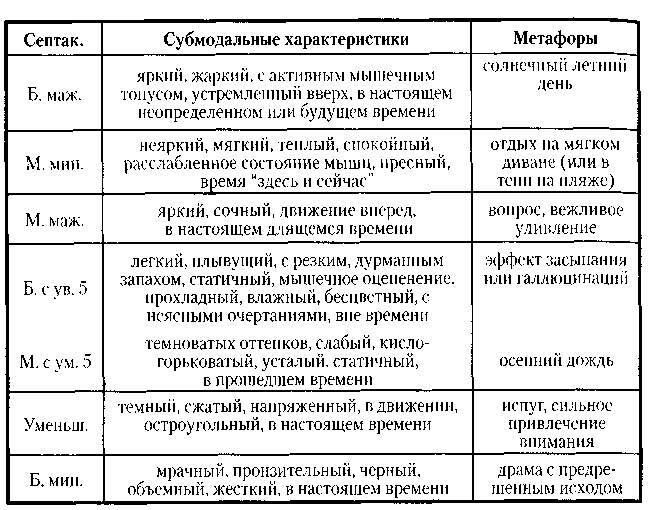 Септак. Субмодальные характеристики Метафоры
Б. маж.
яркий, жаркий, с активным мышечным
тонусом, устремленный вверх, в настоящем
неопределенном или будущем времени
солнечный летний
день
М. мин.
неяркий, мягкий, теплый, спокойный,
расслабленное состояние мышц, пресный,
время "здесь и сейчас"
отдых на мягком
диване (или в
тени на пляже)
М. маж.
яркий, сочный, движение вперед,
в настоящем длящемся времени
вопрос, вежливое
удивление
Б. с ув. 5
легкий, плывущий, с резким, дурманным
запахом, статичный, мышечное оцепенение,
прохладный, влажный, бесцветный, с
неясными очертаниями, вне времени
эффект засыпания
или галлюцинаций
М. с ум. 5
темноватых оттенков, слабый, кисло-
горьковатый, усталый, статичный,
в прошедшем времени
осенний дождь
Уменьш.
темный, сжатый, напряженный, в движении,
остроугольный, в настоящем времени
испуг, сильное
привлечение
внимания
Б. мин.
мрачный, пронзительный, черный,
объемный, жесткий, в настоящем времени
драма с предре-
шенным исходом